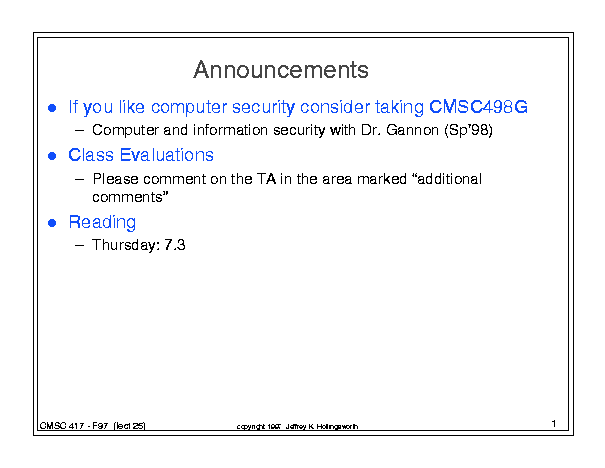 Announcements
● If you like computer security consider taking CMSC498G
– Computer and information security with Dr. Gannon (Sp’98)
● Class Evaluations
– Please comment on the TA in the area marked “additional
comments”
● Reading
– Thursday: 7.3
CMSC 417 - F97 (lect 25)
copyright 1997 Jeffrey K. Hollingsworth
1